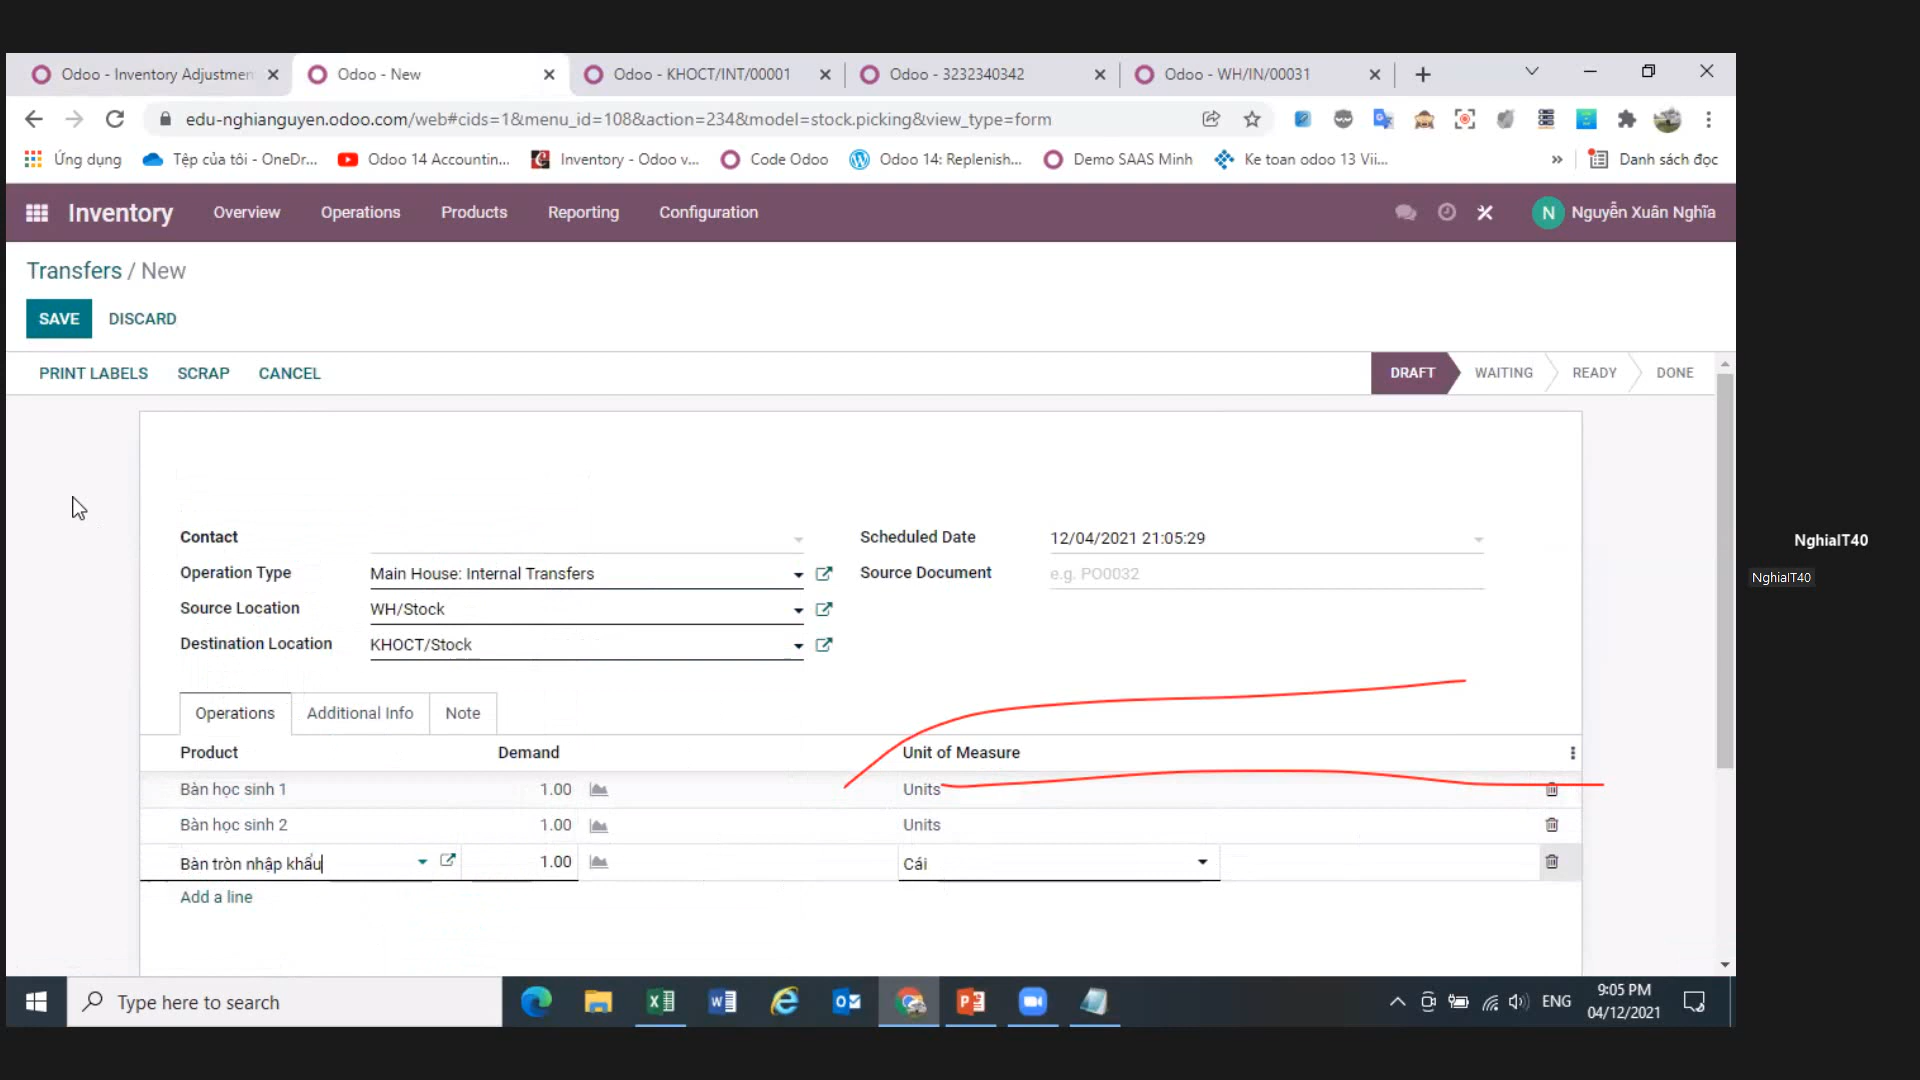 Odoo - Inventory Adjustmen
Odoo - New
Odoo - KHOCT/INT/00001
Odoo - 3232340342
Odoo - WH/IN/00031
edu-nghianguyen.odoo.com/web#cids=1&menu_id=108&action=234&model=stock.picking&view_type=form
Ứng dụng
Tệp của tôi - OneDr...
Odoo 14 Accountin...
Inventory - Odoo v...
Code Odoo
Odoo 14: Replenish...
Demo SAAS Minh
Ke toan odoo 13 Vii...
»
Danh sách đọc
Inventory
Overview
Operations
Products
Reporting
Configuration
N
Nguyễn Xuân Nghĩa
Transfers / New
SAVE
DISCARD
PRINT LABELS
SCRAP
CANCEL
DRAFT
WAITING
READY
DONE
Contact
Scheduled Date
12/04/2021 21:05:29
Operation Type
Main House: Internal Transfers
Source Document
e.g. PO0032
Source Location
WH/Stock
Destination Location
KHOCT/Stock
Operations
Additional Info
Note
Product
Demand
Unit of Measure
Bàn học sinh 1
1.00
Units
Bàn học sinh 2
1.00
Units
Bàn tròn nhập khẩu
1.00
Cái
Add a line
NghiaIT40
NghiaIT40
Type here to search
ENG
9:05 PM
04/12/2021